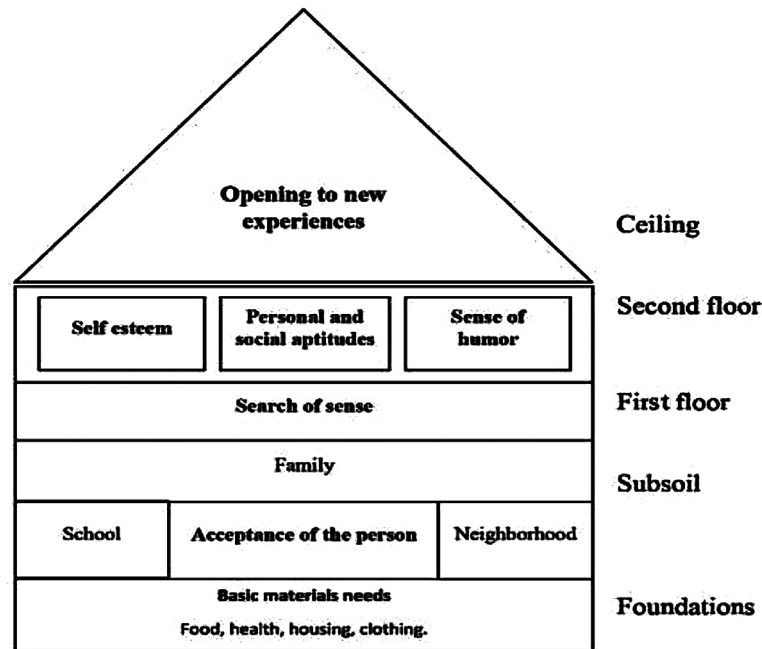 Opening to new
experiences
Ceiling
Self esteem
Personal and
social aptitudes
Sense of
humor
Second floor
Search of sense
First floor
Family
Subsoil
School
Acceptance of the person
Neighborhood
Basic materials needs
Food, health, housing, clothing.
Foundations